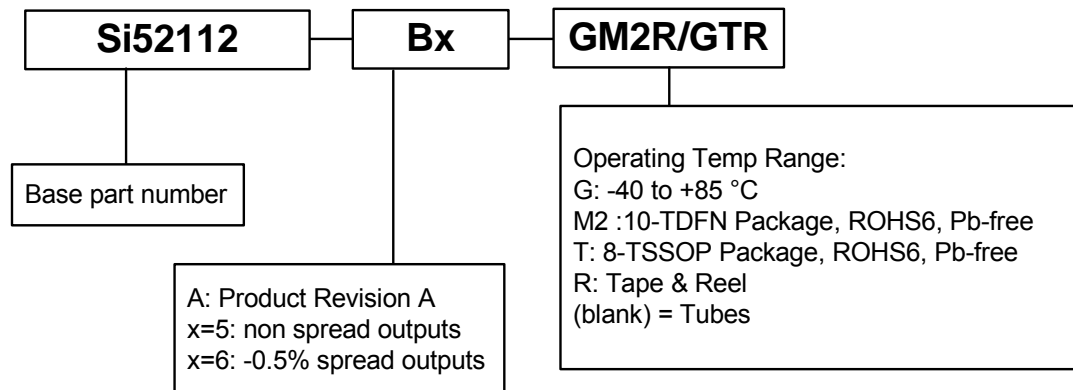 Si52112
Bx
GM2R/GTR
Base part number
A: Product Revision A
x=5: non spread outputs
x=6: -0.5% spread outputs
Operating Temp Range:
G: -40 to +85 °C
M2 :10-TDFN Package, ROHS6, Pb-free
T: 8-TSSOP Package, ROHS6, Pb-free
R: Tape & Reel
(blank) = Tubes